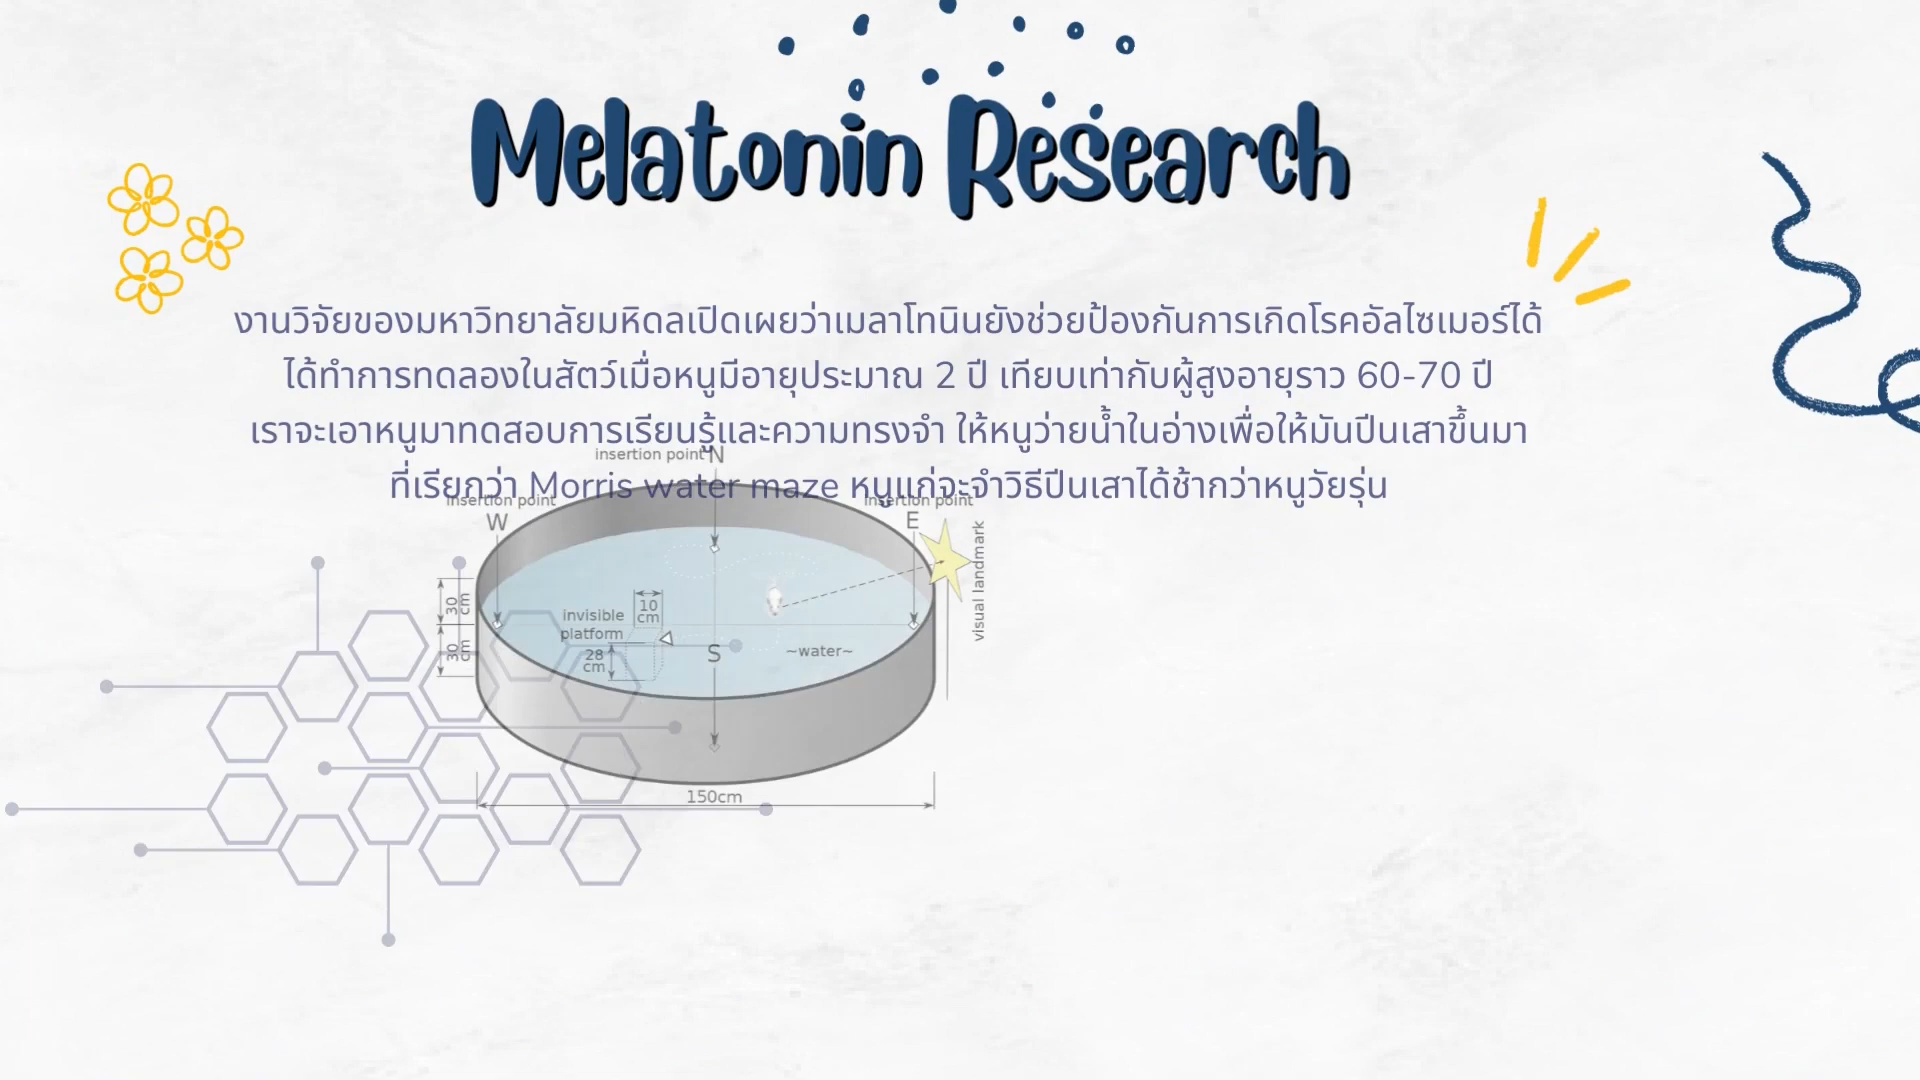 Melatonin Research
งานวิจัยของมหาวิทยาลัยมหิดลเปิดเผยว่าเมลาโทนินยังช่วยป้องกันการเกิดโรคอัลไซเมอร์ได้
ได้ทำการทดลองในสัตว์เมื่อหนูมีอายุประมาณ 2 ปี เทียบเท่ากับผู้สูงอายุราว 60-70 ปี
เราจะเอาหนูมาทดสอบการเรียนรู้และความทรงจำ ให้หนูว่ายน้ำในอ่างเพื่อให้มันปีนเสาขึ้นมา
ที่เรียกว่า Morris water maze หนูแก่จะจำวิธีปีนเสาได้ช้ากว่าหนูวัยรุ่น
insertion point N
insertion point
W
insertion point
E
visual landmark
30 cm
30 cm
10 cm
invisible
platform
28 cm
S
~water~
150cm